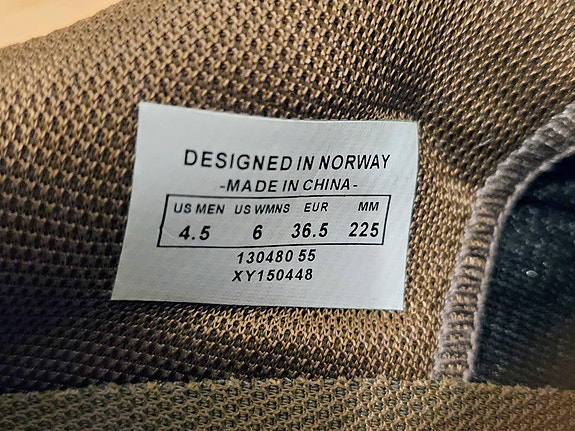 DESIGNED IN NORWAY
-MADE IN CHINA-
US MEN US WMNS EUR MM
4.5 6 36.5 225
130480 55
XY150448